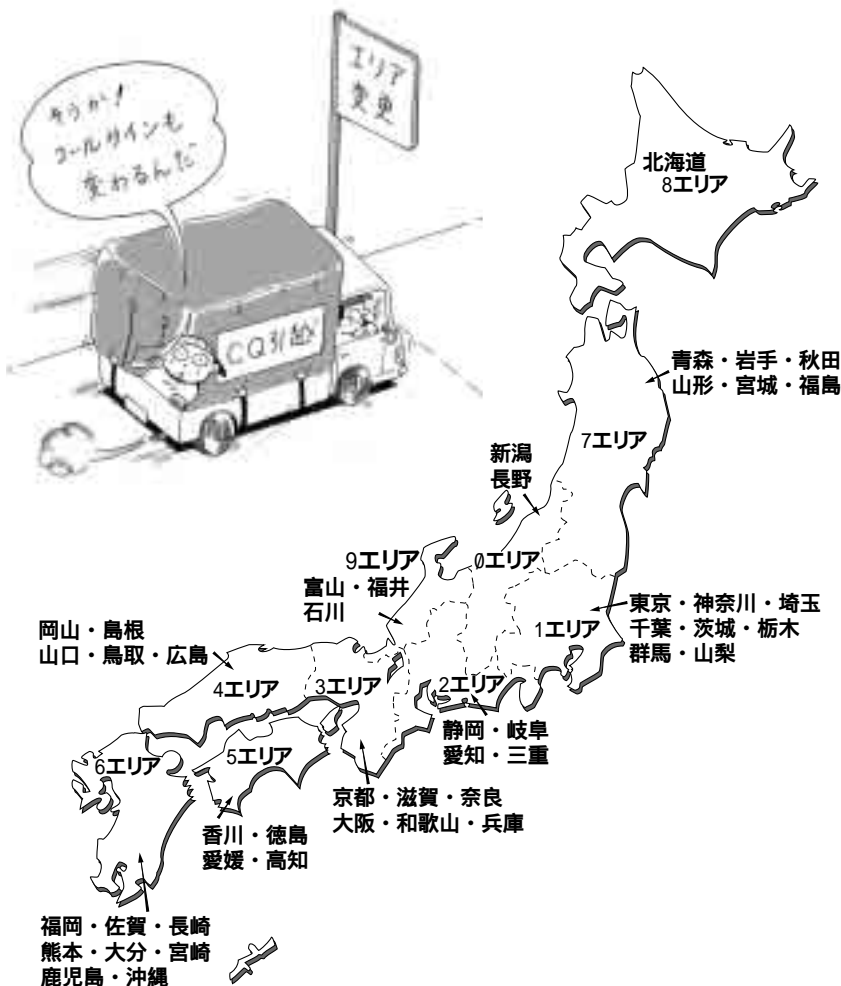 エリア
変更
そうか!
コールサインも
変わるんだ
CQ引越
北海道
8エリア
青森・岩手・秋田
山形・宮城・福島
7エリア
新潟
長野
0エリア
9エリア
富山・福井
石川
東京・神奈川・埼玉
千葉・茨城・栃木
群馬・山梨
1エリア
岡山・島根
山口・鳥取・広島
4エリア
3エリア
2エリア
静岡・岐阜
愛知・三重
6エリア
5エリア
京都・滋賀・奈良
大阪・和歌山・兵庫
香川・徳島
愛媛・高知
福岡・佐賀・長崎
熊本・大分・宮崎
鹿児島・沖縄